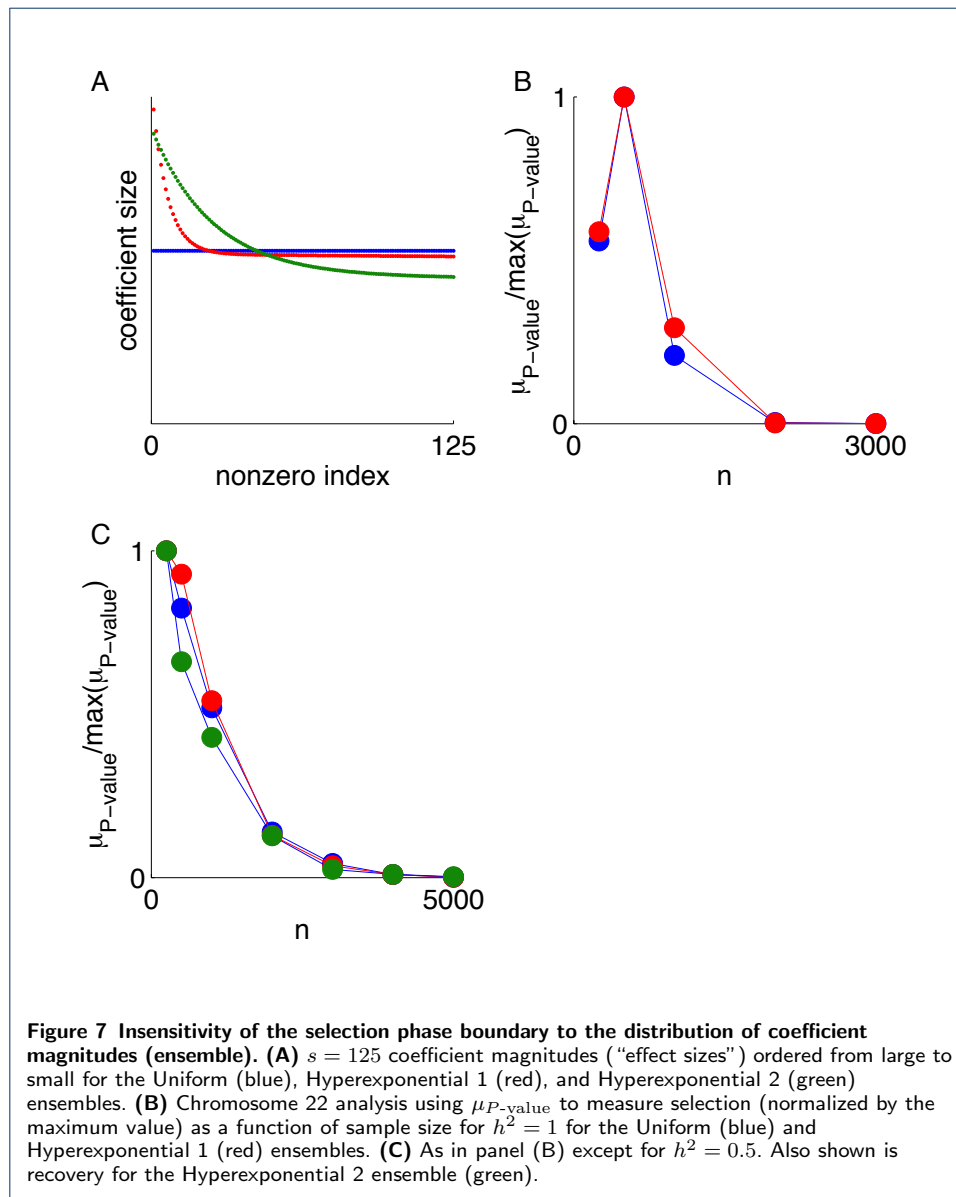 A
coefficient size
0
125
nonzero index
B
1
μP−value/max(μP−value)
0
0
3000
n
C
1
μP−value/max(μP−value)
0
0
5000
n
Figure 7 Insensitivity of the selection phase boundary to the distribution of coefficient
magnitudes (ensemble). (A) s = 125 coefficient magnitudes (“effect sizes”) ordered from large to
small for the Uniform (blue), Hyperexponential 1 (red), and Hyperexponential 2 (green)
ensembles. (B) Chromosome 22 analysis using μP-value to measure selection (normalized by the
maximum value) as a function of sample size for h² = 1 for the Uniform (blue) and
Hyperexponential 1 (red) ensembles. (C) As in panel (B) except for h² = 0.5. Also shown is
recovery for the Hyperexponential 2 ensemble (green).